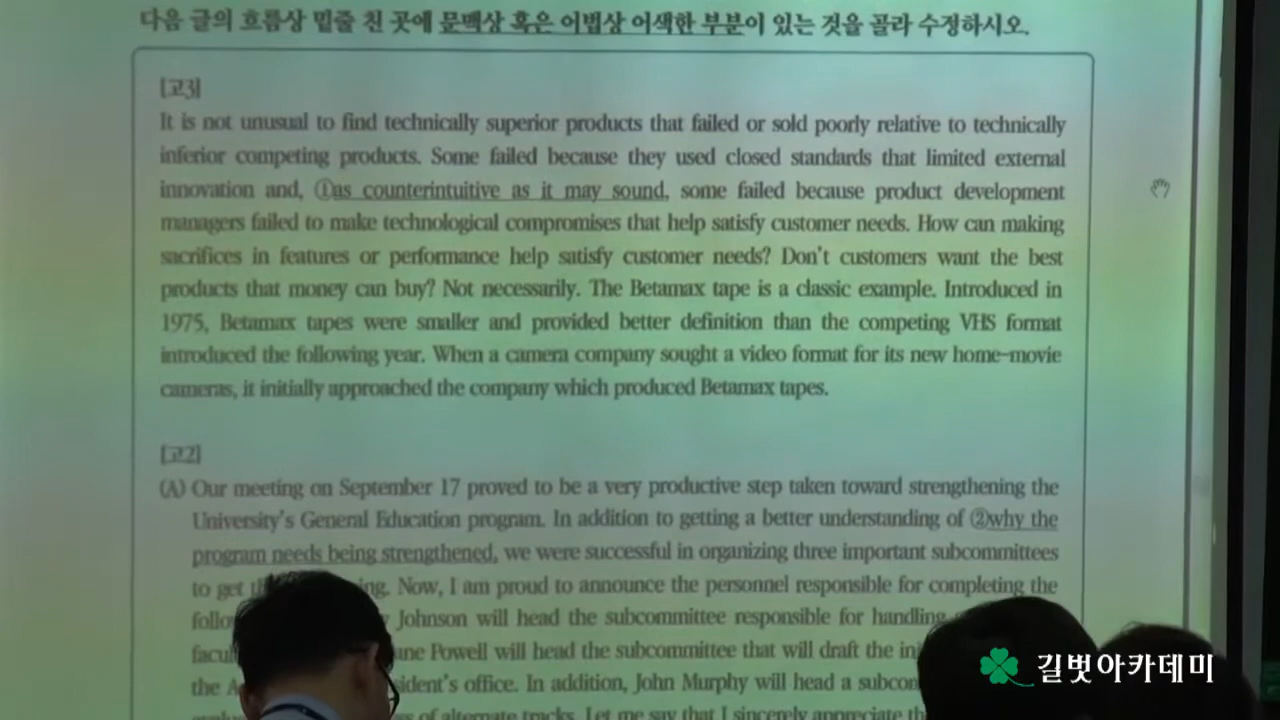 다음 글의 흐름상 밑줄 친 곳에 문맥상 혹은 어법상 어색한 부분이 있는 것을 골라 수정하시오.
[고3]
It is not unusual to find technically superior products that failed or sold poorly relative to technically
inferior competing products. Some failed because they used closed standards that limited external
innovation and, ①as counterintuitive as it may sound, some failed because product development
managers failed to make technological compromises that help satisfy customer needs. How can making
sacrifices in features or performance help satisfy customer needs? Don't customers want the best
products that money can buy? Not necessarily. The Betamax tape is a classic example. Introduced in
1975, Betamax tapes were smaller and provided better definition than the competing VHS format
introduced the following year. When a camera company sought a video format for its new home-movie
cameras, it initially approached the company which produced Betamax tapes.
[고2]
(A) Our meeting on September 17 proved to be a very productive step taken toward strengthening the
University's General Education program. In addition to getting a better understanding of ②why the
program needs being strengthened, we were successful in organizing three important subcommittees
to get Now, I am proud to announce the personnel responsible for completing the
Johnson will head the subcommittee responsible for handling
Powell will head the subcommittee that will draft the
the office. In addition, John Murphy will head a
of alternate tracks. Let me say that I sincerely appreciate
길벗아카데미